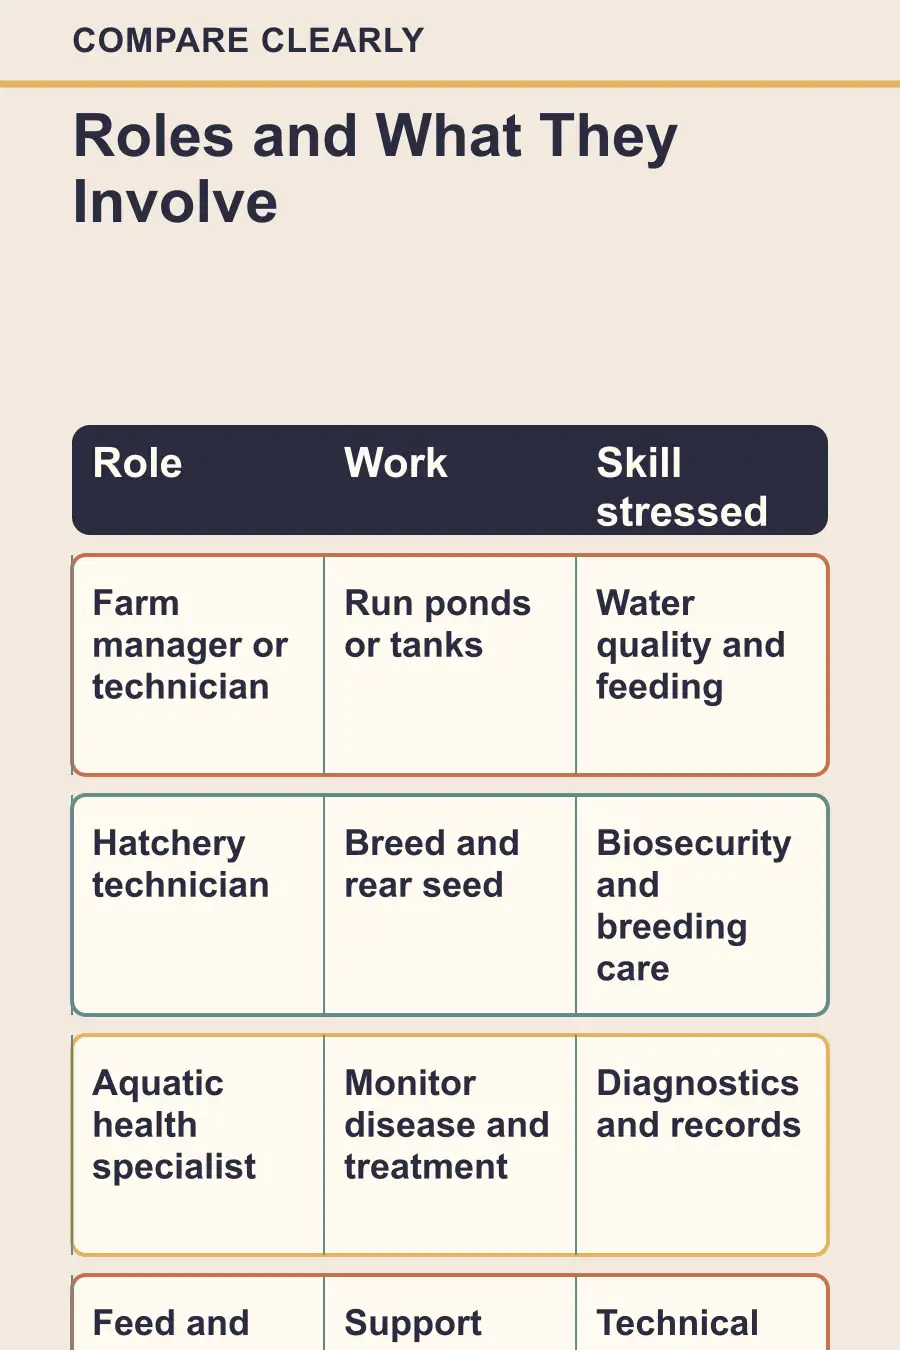 COMPARE CLEARLY
Roles and What They
Involve
Role
Work
Skill
stressed
Farm
manager or
technician
Run ponds
or tanks
Water
quality and
feeding
Hatchery
technician
Breed and
rear seed
Biosecurity
and
breeding
care
Aquatic
health
specialist
Monitor
disease and
treatment
Diagnostics
and records
Feed and
Support
Technical